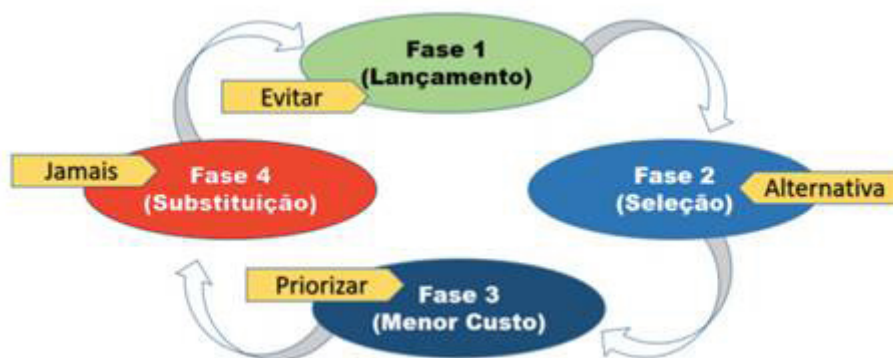 Fase 1
(Lançamento)
Evitar
Jamais
Fase 4
(Substituição)
Fase 2
(Seleção)
Alternativa
Priorizar
Fase 3
(Menor Custo)